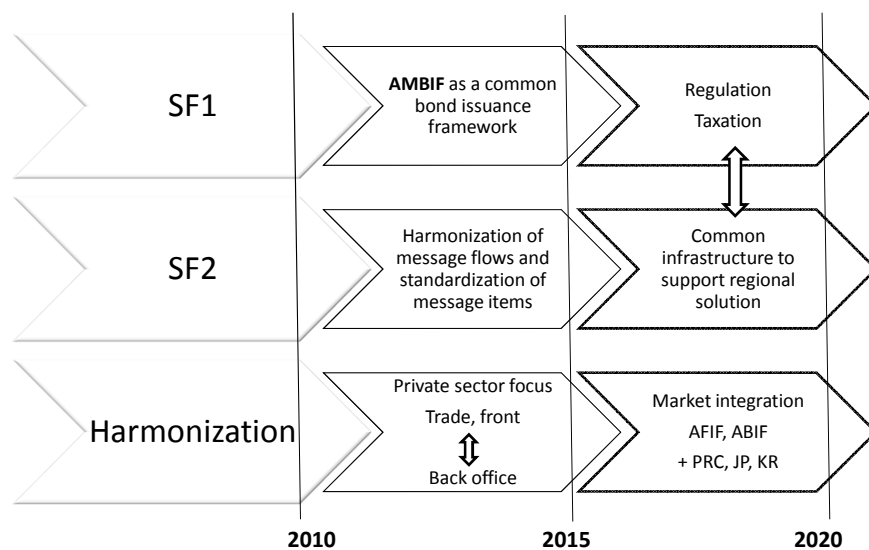 SF1
AMBIF as a common
bond issuance
framework
Regulation
Taxation
SF2
Harmonization of
message flows and
standardization of
message items
Common
infrastructure to
support regional
solution
Harmonization
Private sector focus
Trade, front
Back office
Market integration
AFIF, ABIF
+ PRC, JP, KR
2010
2015
2020